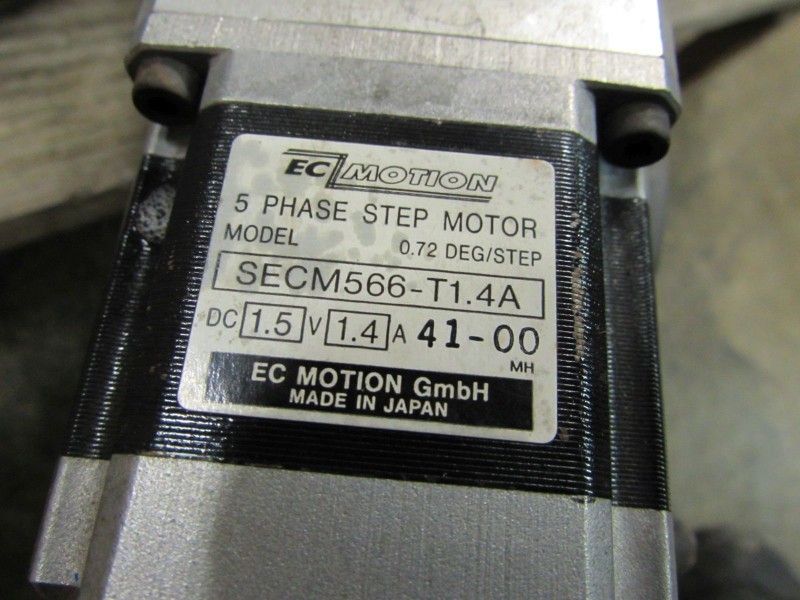 EC MOTION
5 PHASE STEP MOTOR
MODEL 0.72 DEG/STEP
SECM566-T1.4A
DC 1.5 V 1.4 A 41-00
MH
EC MOTION GmbH
MADE IN JAPAN